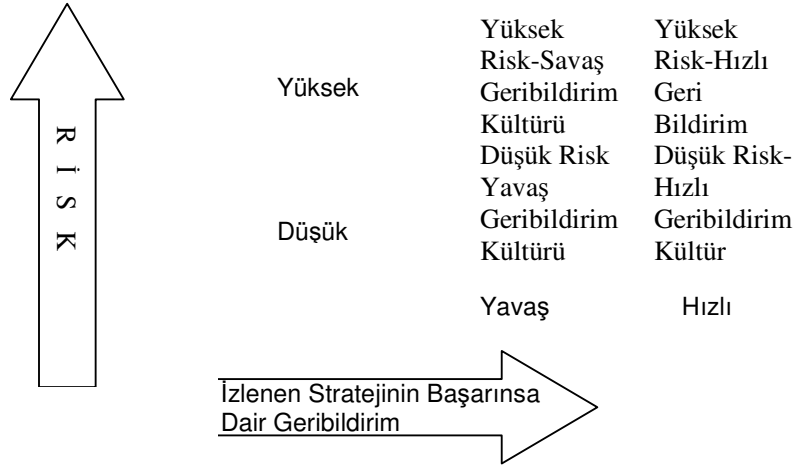 R İ S K
Yüksek
Yüksek
Risk-Savaş
Geribildirim
Kültürü
Yüksek
Risk-Hızlı
Geri
Bildirim
Düşük
Düşük Risk
Yavaş
Geribildirim
Kültürü
Düşük Risk-
Hızlı
Geribildirim
Kültür
Yavaş
Hızlı
İzlenen Stratejinin Başarınsa
Dair Geribildirim